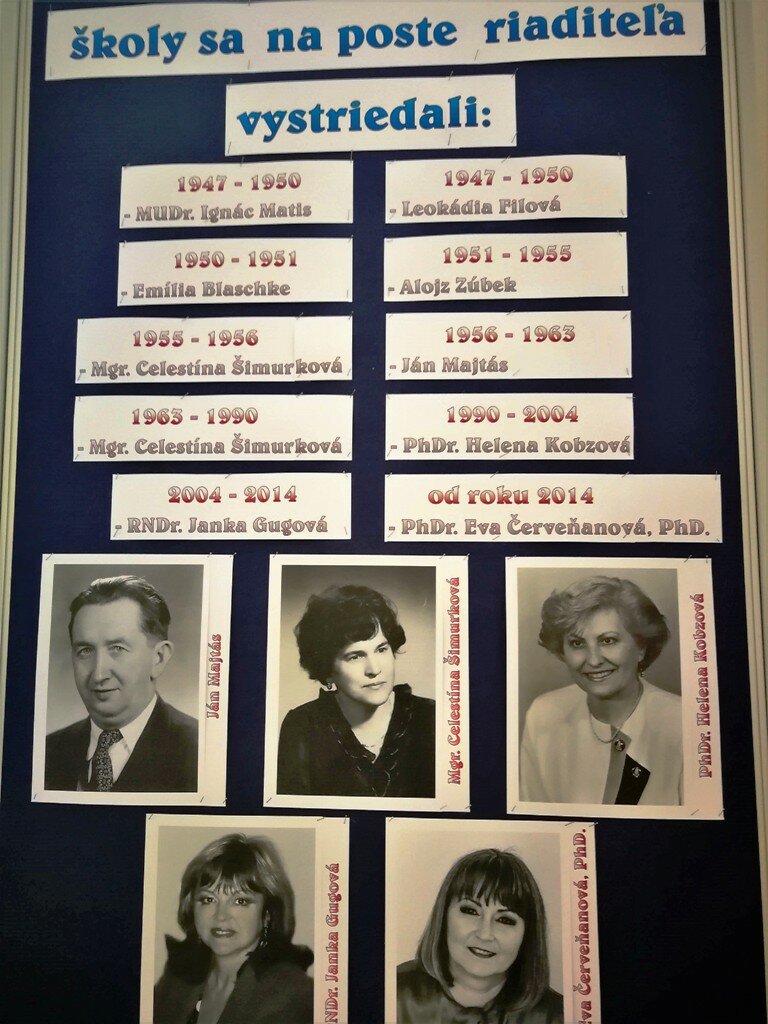 školy sa na poste riaditeľa
vystriedali:
1947 - 1950
- MUDr. Ignác Matis
1947 - 1950
- Leokádia Filová
1950 - 1951
- Emília Blaschke
1951 - 1955
- Alojz Zúbek
1955 - 1956
- Mgr. Celestína Šimurková
1956 - 1963
- Ján Majtás
1963 - 1990
- Mgr. Celestína Šimurková
1990 - 2004
- PhDr. Helena Kobzová
2004 - 2014
- RNDr. Janka Gugová
od roku 2014
- PhDr. Eva Červeňanová, PhD.
Ján Majtás
Mgr. Celestína Šimurková
PhDr. Helena Kobzová
NDr. Janka Gugová
Eva Červeňanová, PhD.